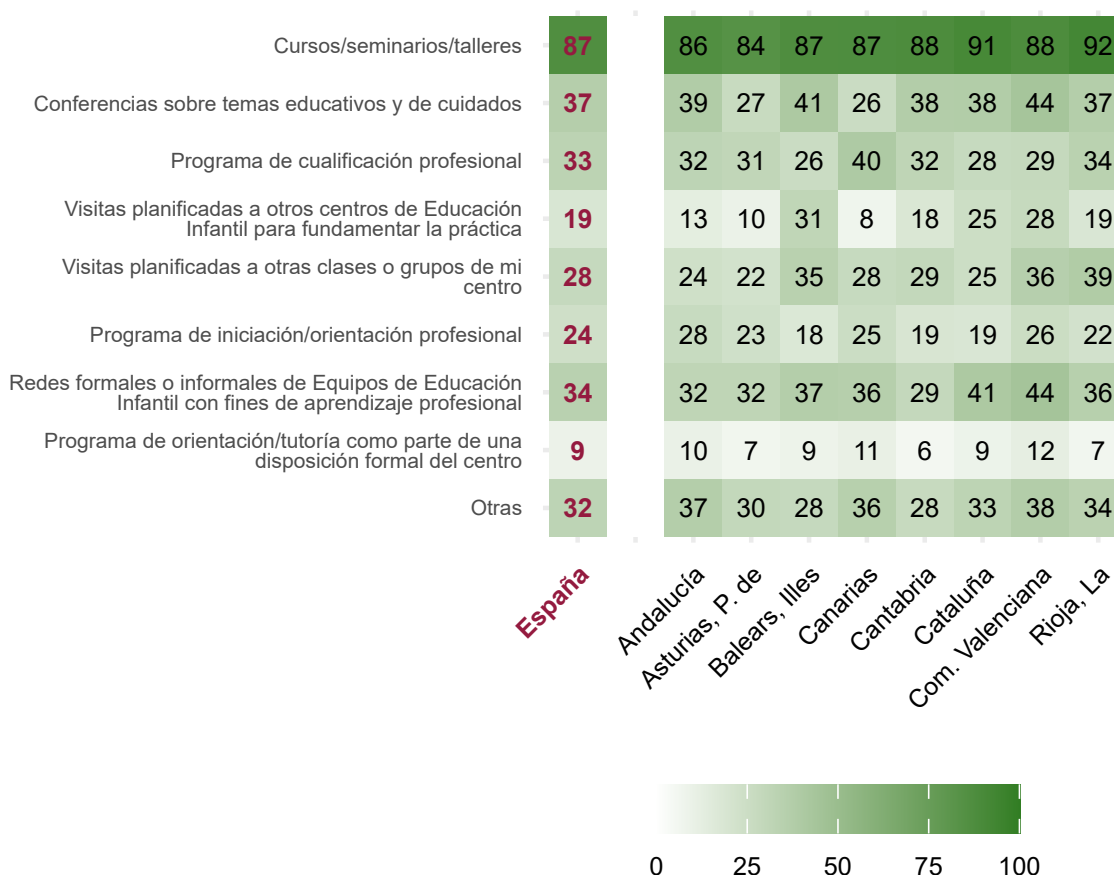 Cursos/seminarios/talleres 87 86 84 87 87 88 91 88 92
Conferencias sobre temas educativos y de cuidados 37 39 27 41 26 38 38 44 37
Programa de cualificación profesional 33 32 31 26 40 32 28 29 34
Visitas planificadas a otros centros de Educación
Infantil para fundamentar la práctica 19 13 10 31 8 18 25 28 19
Visitas planificadas a otras clases o grupos de mi
centro 28 24 22 35 28 29 25 36 39
Programa de iniciación/orientación profesional 24 28 23 18 25 19 19 26 22
Redes formales o informales de Equipos de Educación
Infantil con fines de aprendizaje profesional 34 32 32 37 36 29 41 44 36
Programa de orientación/tutoría como parte de una
disposición formal del centro 9 10 7 9 11 6 9 12 7
Otras 32 37 30 28 36 28 33 38 34
España
Andalucía
Asturias, P. de
Balears, Illes
Canarias
Cantabria
Cataluña
Com. Valenciana
Rioja, La
0 25 50 75 100